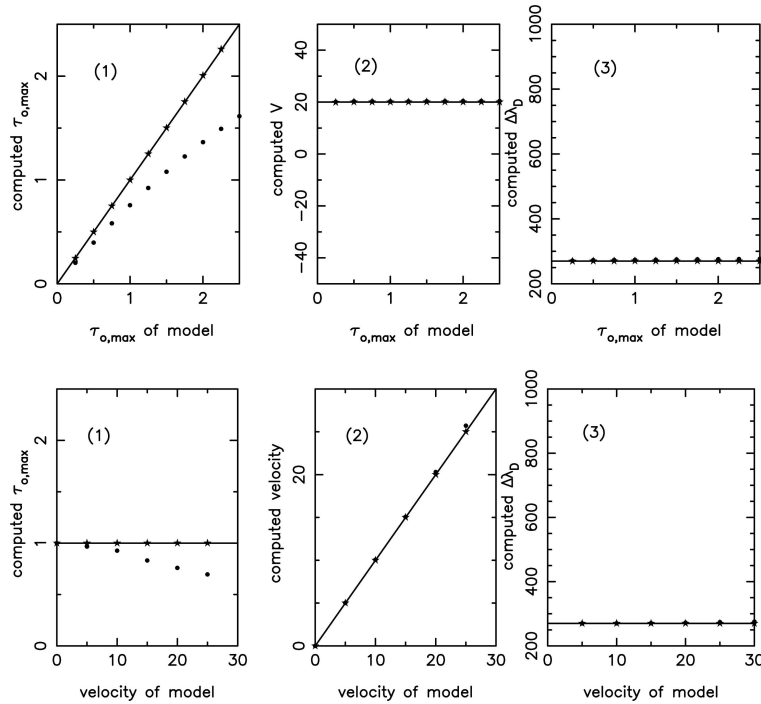 computed τo,max
2
1
0
(1)
0 1 2
τo,max of model
computed V
40
20
0
−20
−40
(2)
0 1 2
τo,max of model
computed ΔλD
1000
800
600
400
200
(3)
0 1 2
τo,max of model
computed τo,max
2
1
0
(1)
0 10 20 30
velocity of model
computed velocity
20
0
(2)
0 10 20 30
velocity of model
computed ΔλD
1000
800
600
400
200
(3)
0 10 20 30
velocity of model